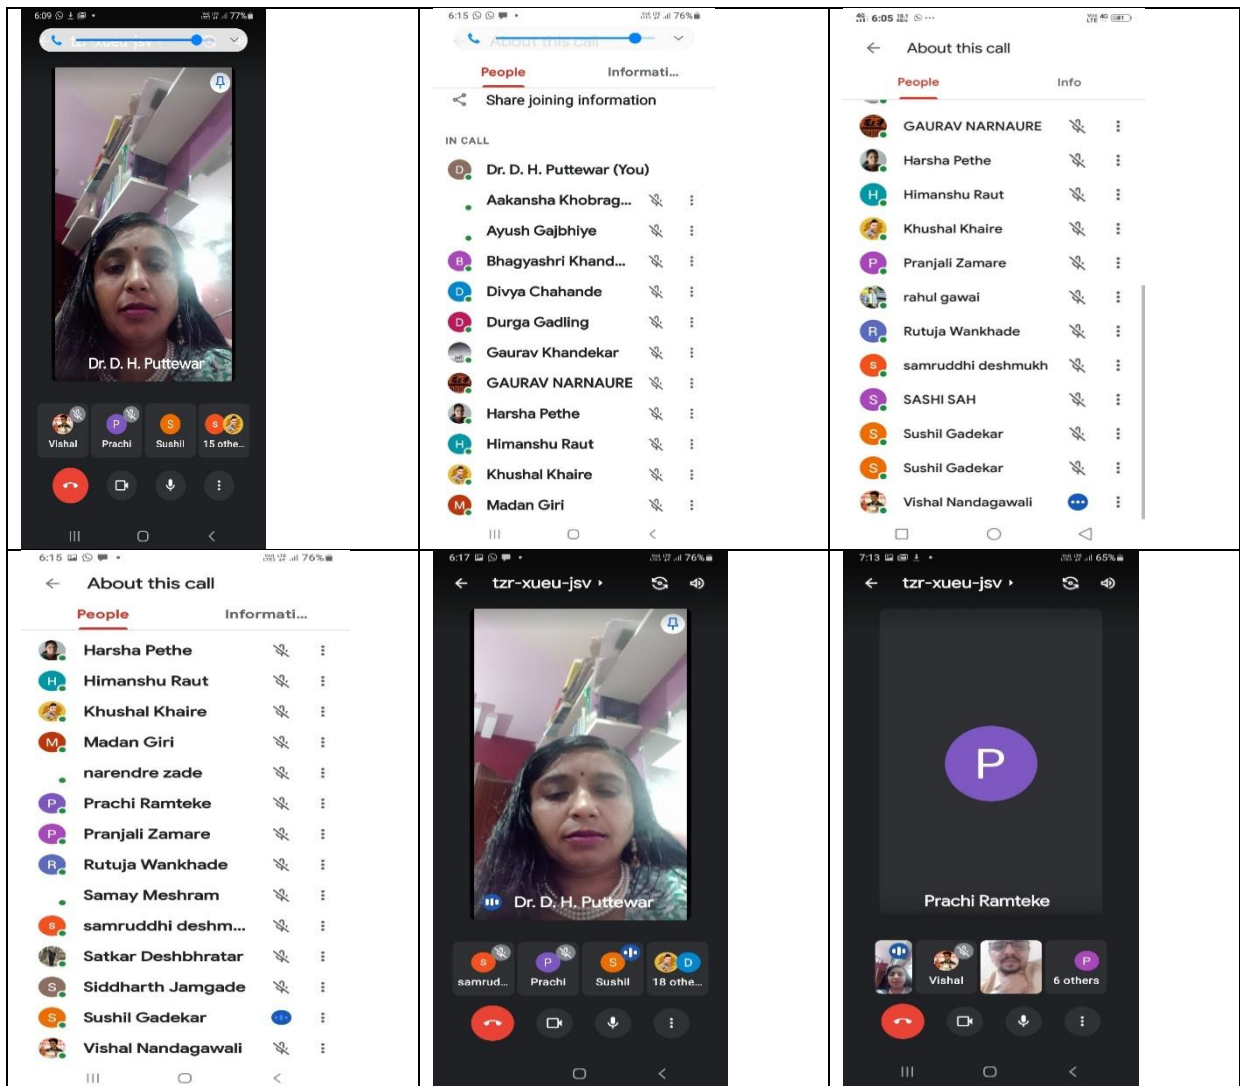 6:09 77%
tzr-xueu-jsv
Dr. D. H. Puttewar
Vishal Prachi Sushil 15 othe...
P S s
6:15 76%
About this call
People Informati...
Share joining information
IN CALL
D Dr. D. H. Puttewar (You)
Aakansha Khobrag...
Ayush Gajbhiye
B Bhagyashri Khand...
D Divya Chahande
D Durga Gadling
Gaurav Khandekar
GAURAV NARNAURE
Harsha Pethe
H Himanshu Raut
Khushal Khaire
M Madan Giri
4G 6:05 4G
About this call
People Info
GAURAV NARNAURE
Harsha Pethe
H Himanshu Raut
Khushal Khaire
P Pranjali Zamare
rahul gawai
R Rutuja Wankhade
s samruddhi deshmukh
S SASHI SAH
S Sushil Gadekar
S Sushil Gadekar
Vishal Nandagawali
6:15 76%
About this call
People Informati...
Harsha Pethe
H Himanshu Raut
Khushal Khaire
M Madan Giri
narendre zade
P Prachi Ramteke
P Pranjali Zamare
R Rutuja Wankhade
Samay Meshram
s samruddhi deshm...
Satkar Deshbhratar
S Siddharth Jamgade
S Sushil Gadekar
Vishal Nandagawali
6:17 76%
tzr-xueu-jsv
Dr. D. H. Puttewar
s P S D
samrud... Prachi Sushil 18 othe...
7:13 65%
tzr-xueu-jsv
P
Prachi Ramteke
P
Vishal 6 others